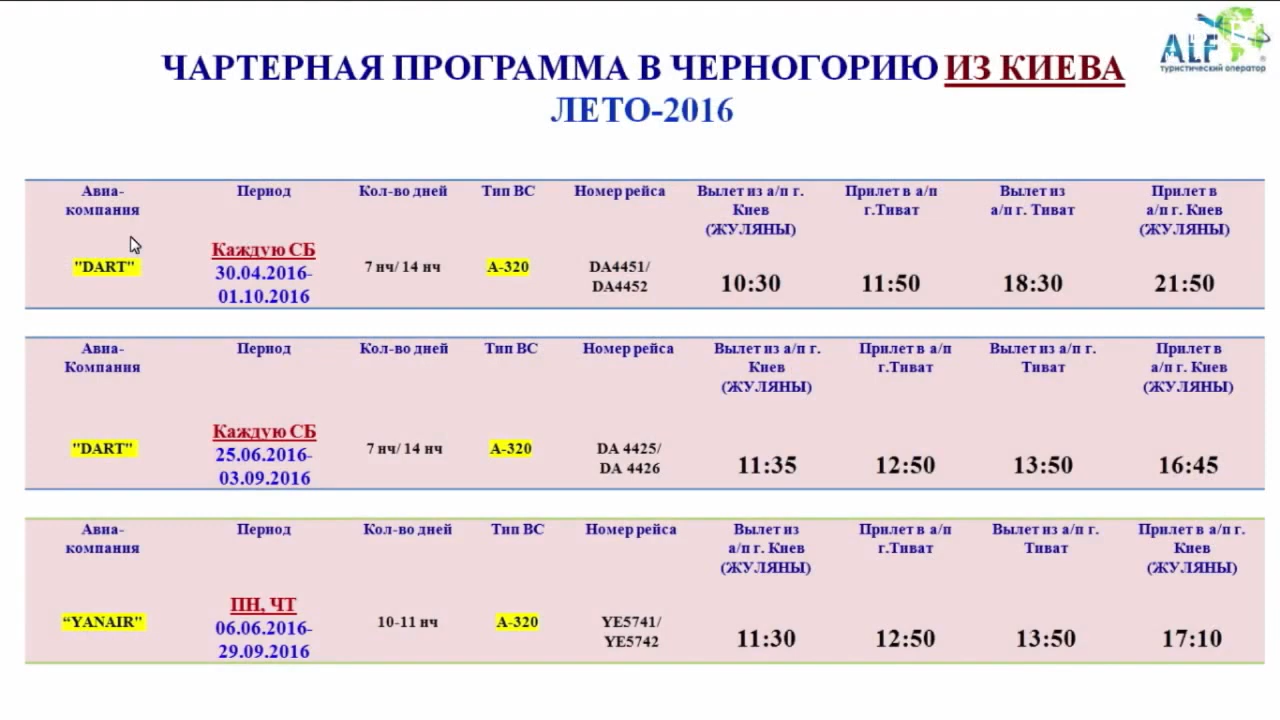 ALF
туристический оператор
ЧАРТЕРНАЯ ПРОГРАММА В ЧЕРНОГОРИЮ ИЗ КИЕВА
ЛЕТО-2016
Авиа-
компания
Период
Кол-во дней
Тип ВС
Номер рейса
Вылет из а/п г.
Киев
(ЖУЛЯНЫ)
Прилет в а/п
г.Тиват
Вылет из
а/п г. Тиват
Прилет в
а/п г. Киев
(ЖУЛЯНЫ)
"DART"
Каждую СБ
30.04.2016-
01.10.2016
7 нч/ 14 нч
А-320
DA4451/
DA4452
10:30
11:50
18:30
21:50
Авиа-
Компания
Период
Кол-во дней
Тип ВС
Номер рейса
Вылет из а/п г.
Киев
(ЖУЛЯНЫ)
Прилет в а/п
г.Тиват
Вылет из а/п г.
Тиват
Прилет в
а/п г. Киев
(ЖУЛЯНЫ)
"DART"
Каждую СБ
25.06.2016-
03.09.2016
7 нч/ 14 нч
А-320
DA 4425/
DA 4426
11:35
12:50
13:50
16:45
Авиа-
компания
Период
Кол-во дней
Тип ВС
Номер рейса
Вылет из
а/п г. Киев
(ЖУЛЯНЫ)
Прилет в а/п
г.Тиват
Вылет из а/п г.
Тиват
Прилет в а/п г.
Киев
(ЖУЛЯНЫ)
“YANAIR"
ПН, ЧТ
06.06.2016-
29.09.2016
10-11 нч
А-320
YE5741/
YE5742
11:30
12:50
13:50
17:10